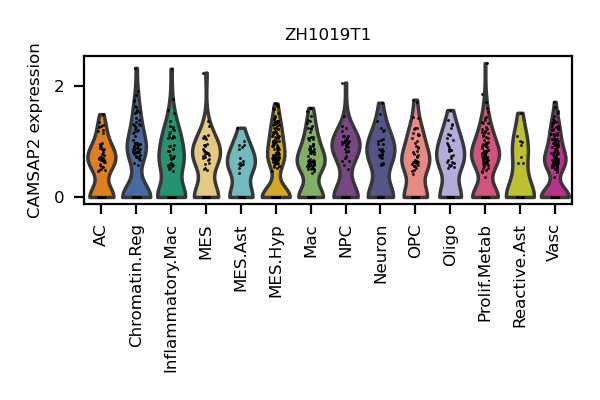 ZH1019T1
CAMSAP2 expression
2
0
AC
Chromatin.Reg
Inflammatory.Mac
MES
MES.Ast
MES.Hyp
Mac
NPC
Neuron
OPC
Oligo
Prolif.Metab
Reactive.Ast
Vasc